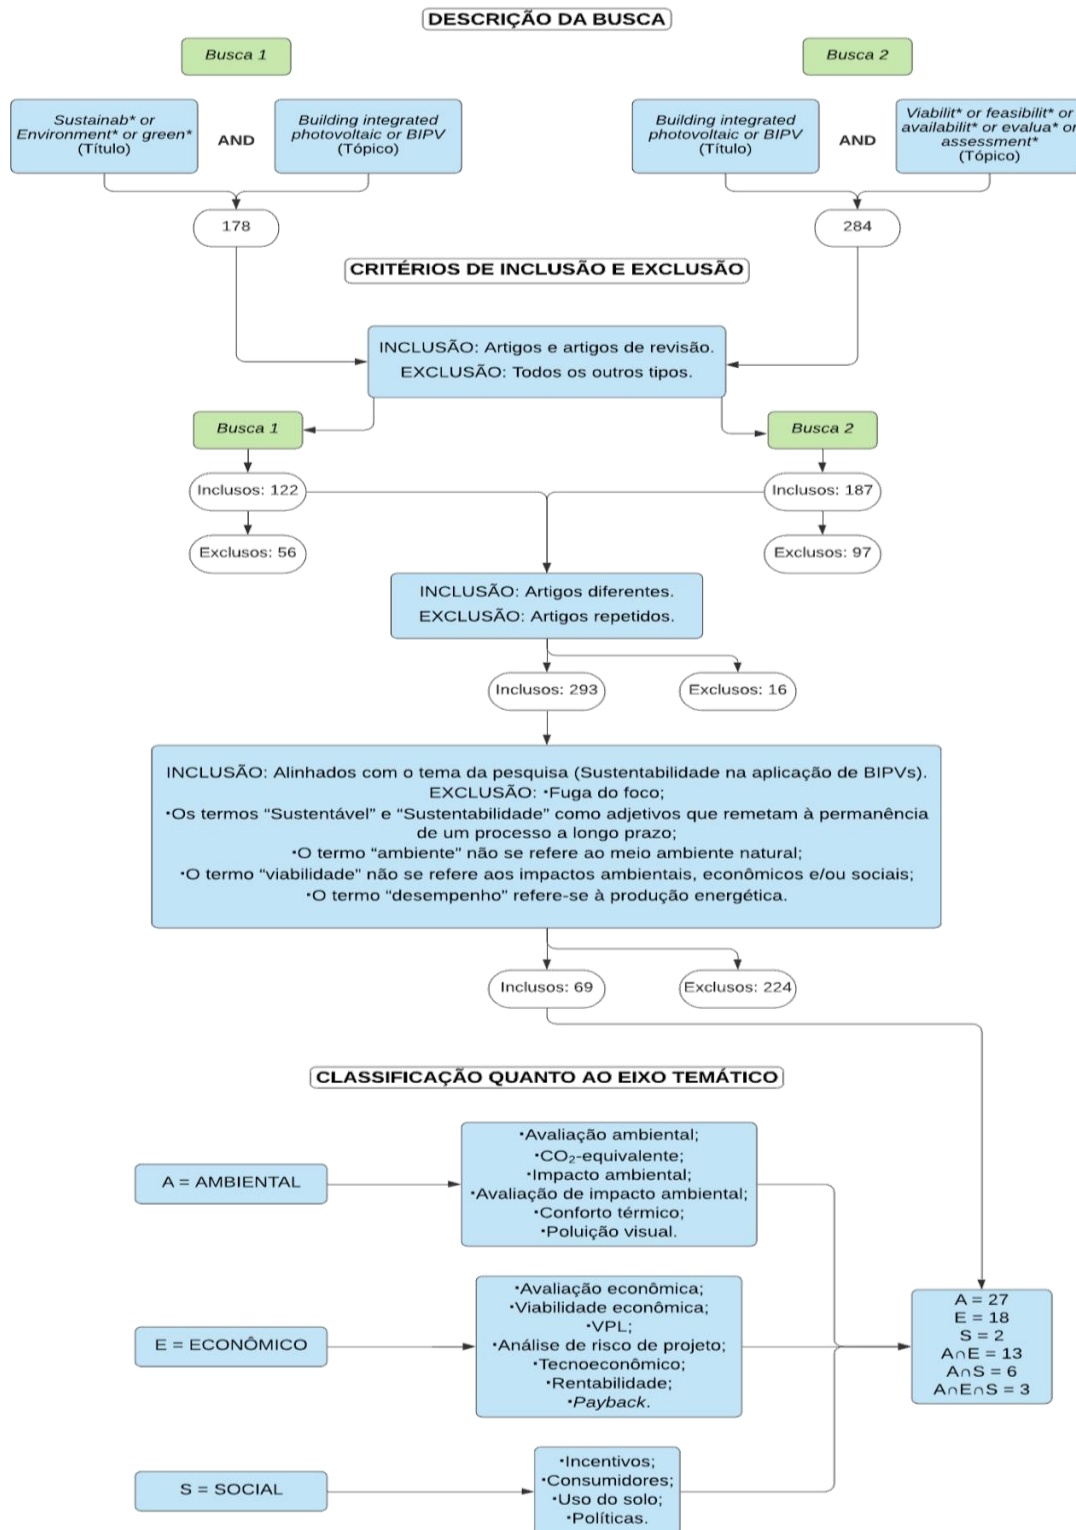 DESCRIÇÃO DA BUSCA
Busca 1
Busca 2
Sustainab* or
Environment* or green*
(Título)
AND
Building integrated
photovoltaic or BIPV
(Tópico)
Building integrated
photovoltaic or BIPV
(Título)
AND
Viabilit* or feasibilit* or
availabilit* or evalua* or
assessment*
(Tópico)
178
284
CRITÉRIOS DE INCLUSÃO E EXCLUSÃO
INCLUSÃO: Artigos e artigos de revisão.
EXCLUSÃO: Todos os outros tipos.
Busca 1
Busca 2
Inclusos: 122
Inclusos: 187
Exclusos: 56
Exclusos: 97
INCLUSÃO: Artigos diferentes.
EXCLUSÃO: Artigos repetidos.
Inclusos: 293
Exclusos: 16
INCLUSÃO: Alinhados com o tema da pesquisa (Sustentabilidade na aplicação de BIPVs).
EXCLUSÃO: •Fuga do foco;
•Os termos "Sustentável" e "Sustentabilidade" como adjetivos que remetam à permanência
de um processo a longo prazo;
•O termo "ambiente" não se refere ao meio ambiente natural;
•O termo "viabilidade" não se refere aos impactos ambientais, econômicos e/ou sociais;
•O termo "desempenho" refere-se à produção energética.
Inclusos: 69
Exclusos: 224
CLASSIFICAÇÃO QUANTO AO EIXO TEMÁTICO
A = AMBIENTAL
•Avaliação ambiental;
•CO₂-equivalente;
•Impacto ambiental;
•Avaliação de impacto ambiental;
•Conforto térmico;
•Poluição visual.
E = ECONÔMICO
•Avaliação econômica;
•Viabilidade econômica;
•VPL;
•Análise de risco de projeto;
•Tecnoeconômico;
•Rentabilidade;
•Payback.
A = 27
E = 18
S = 2
A∩E = 13
A∩S = 6
A∩E∩S = 3
S = SOCIAL
•Incentivos;
•Consumidores;
•Uso do solo;
•Políticas.